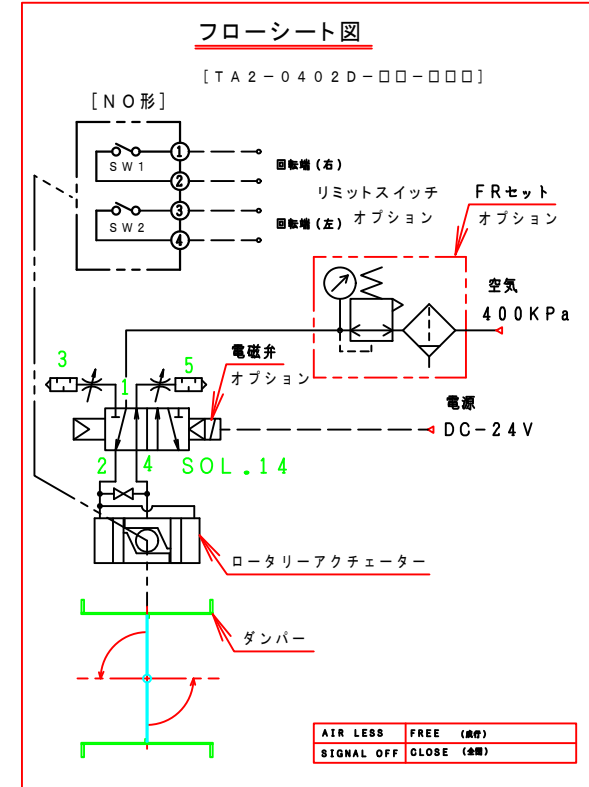 フローシート図
[TA2-0402D-□□-□□□]
[NO形]
SW1
SW2
1
2
3
4
回転端(右)
回転端(左)
リミットスイッチ
オプション
FRセット
オプション
空気
400KPa
電磁弁
オプション
電源
DC-24V
3
1
5
2
4
SOL.14
ロータリーアクチェーター
ダンパー
AIR LESS FREE (成行)
SIGNAL OFF CLOSE